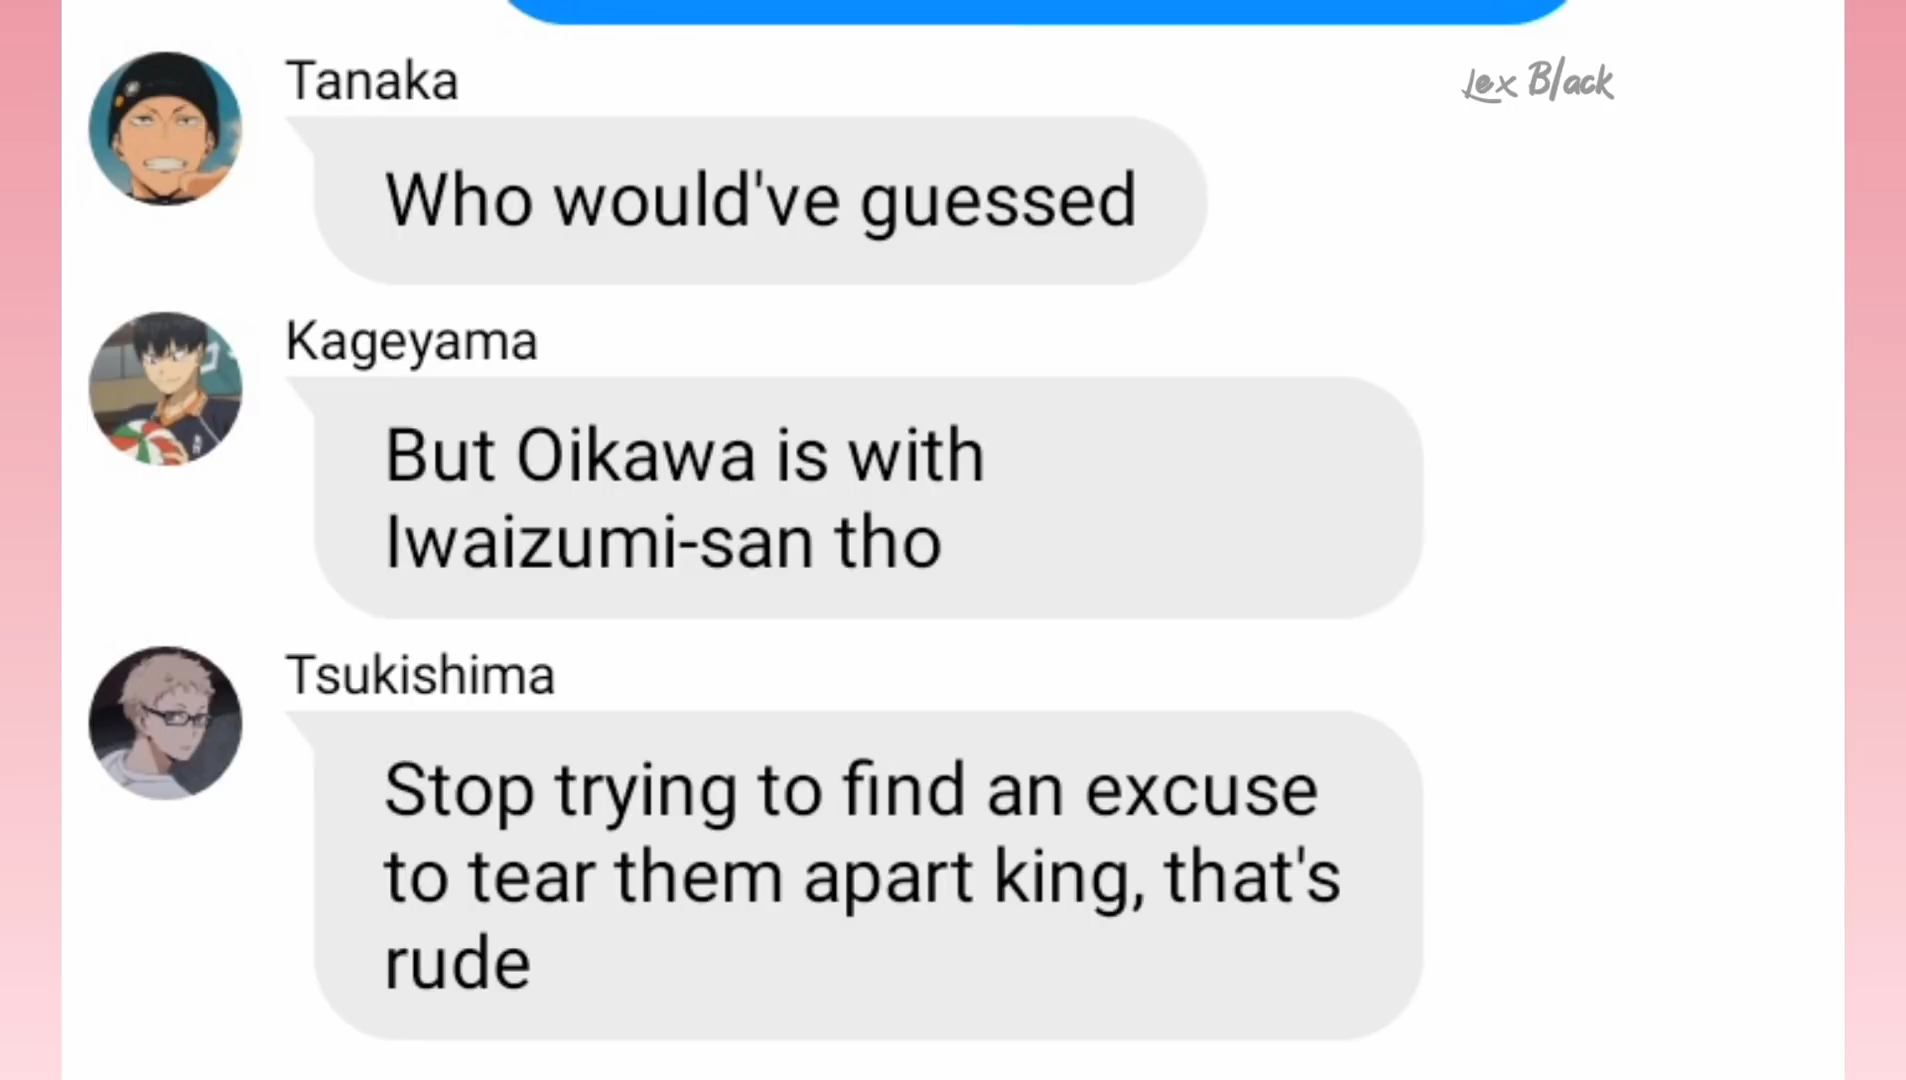 Tanaka
Lex Black
Who would've guessed
Kageyama
But Oikawa is with
Iwaizumi-san tho
Tsukishima
Stop trying to find an excuse
to tear them apart king, that's
rude